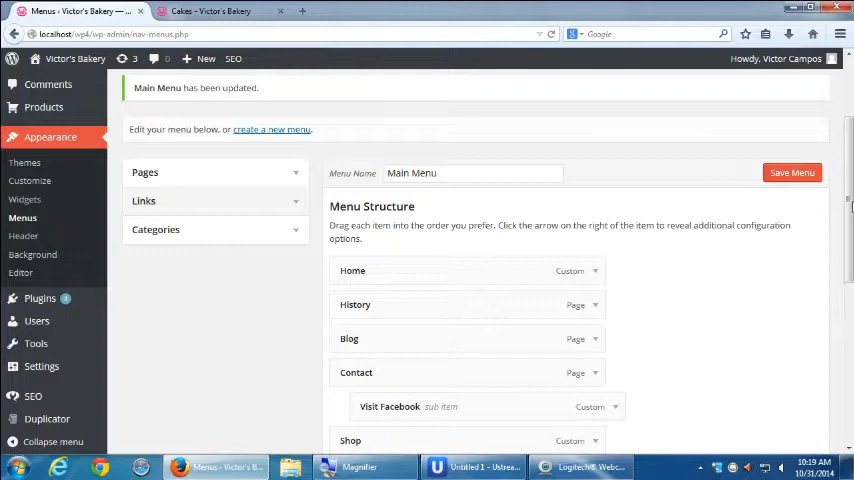 Menus ‹ Victor's Bakery — ...
Cakes - Victor's Bakery
localhost/wp4/wp-admin/nav-menus.php
Google
Victor's Bakery
3
0
New
SEO
Howdy, Victor Campos
Comments
Products
Appearance
Themes
Customize
Widgets
Menus
Header
Background
Editor
Plugins 3
Users
Tools
Settings
SEO
Duplicator
Collapse menu
Main Menu has been updated.
Edit your menu below, or create a new menu.
Pages
Links
Categories
Menu Name Main Menu
Save Menu
Menu Structure
Drag each item into the order you prefer. Click the arrow on the right of the item to reveal additional configuration
options.
Home Custom
History Page
Blog Page
Contact Page
Visit Facebook sub item Custom
Shop Custom
Menus ‹ Victor's B...
Magnifier
Untitled 1 - Ustrea...
Logitech® Webc...
10:19 AM
10/31/2014